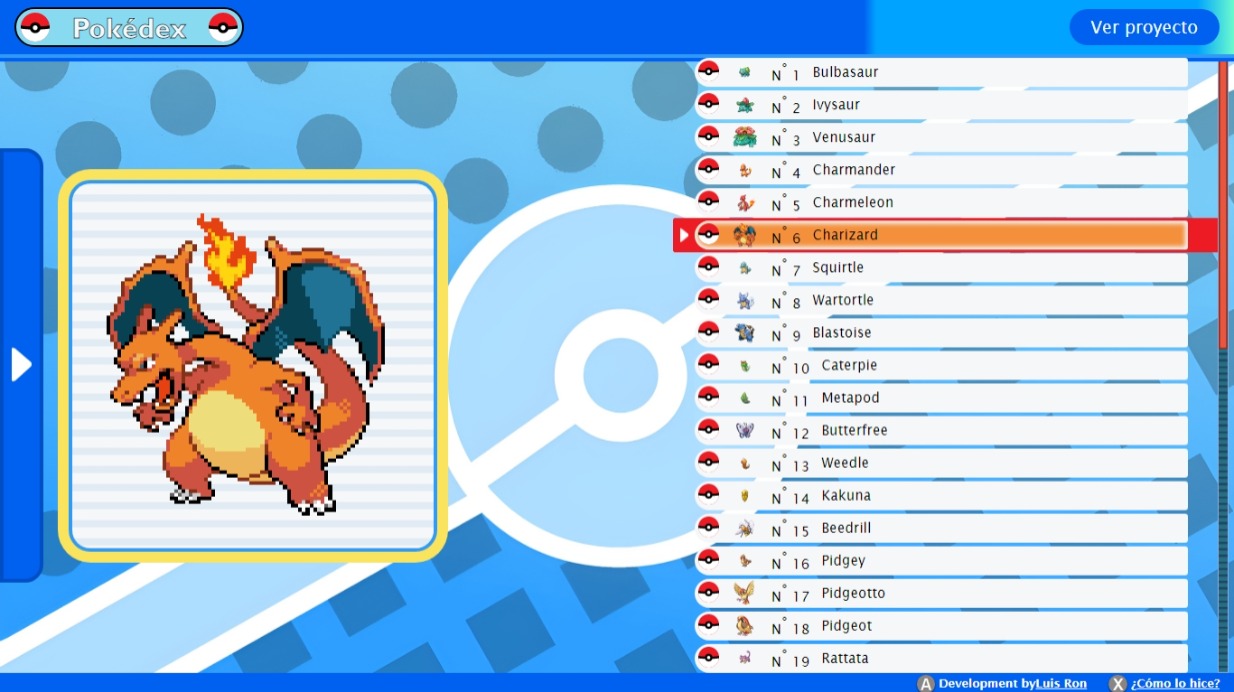 Pokédex
Ver proyecto
N° 1 Bulbasaur
N° 2 Ivysaur
N° 3 Venusaur
N° 4 Charmander
N° 5 Charmeleon
N° 6 Charizard
N° 7 Squirtle
N° 8 Wartortle
N° 9 Blastoise
N° 10 Caterpie
N° 11 Metapod
N° 12 Butterfree
N° 13 Weedle
N° 14 Kakuna
N° 15 Beedrill
N° 16 Pidgey
N° 17 Pidgeotto
N° 18 Pidgeot
N° 19 Rattata
A Development byLuis Ron X ¿Cómo lo hice?